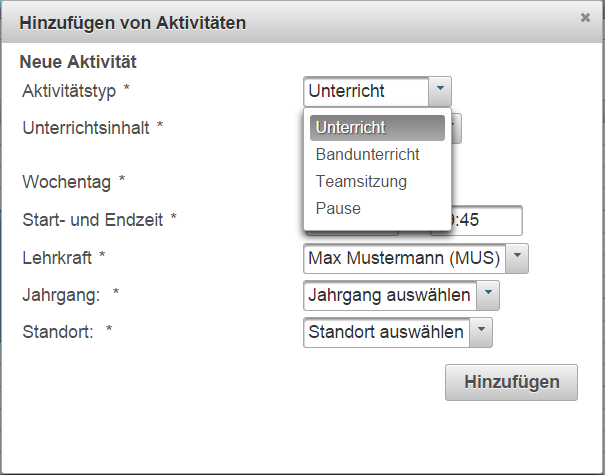 Hinzufügen von Aktivitäten
Neue Aktivität
Aktivitätstyp * Unterricht
Unterricht
Bandunterricht
Teamsitzung
Pause
Unterrichtsinhalt *
Wochentag *
Start- und Endzeit * :45
Lehrkraft * Max Mustermann (MUS)
Jahrgang: * Jahrgang auswählen
Standort: * Standort auswählen
Hinzufügen